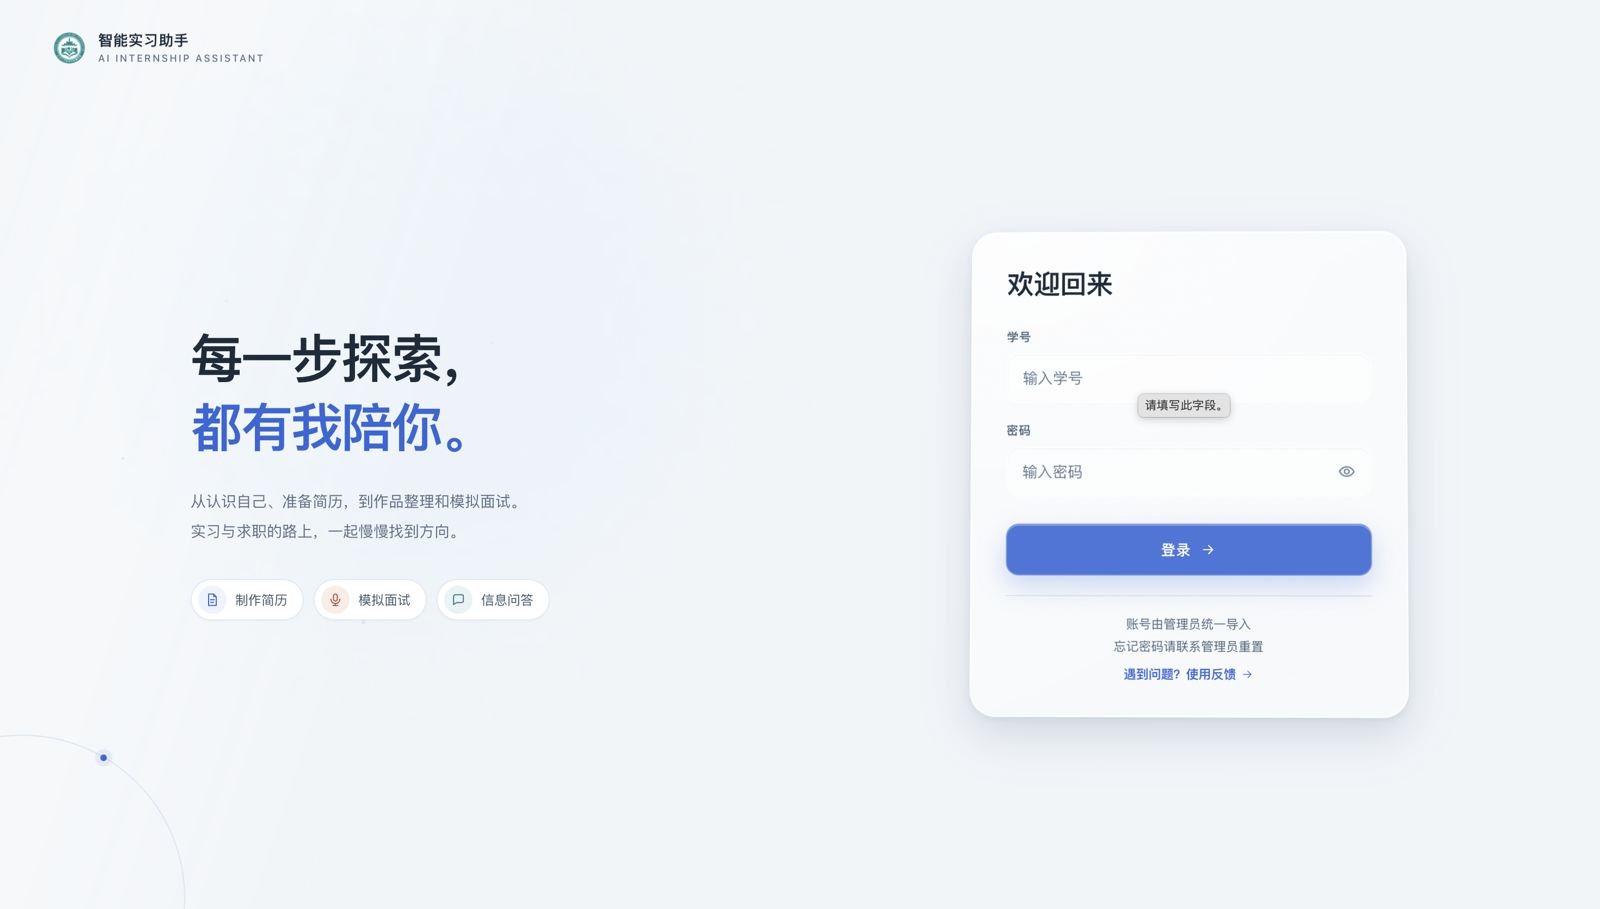 智能实习助手
AI INTERNSHIP ASSISTANT
每一步探索，
都有我陪你。
从认识自己、准备简历，到作品整理和模拟面试。
实习与求职的路上，一起慢慢找到方向。
制作简历
模拟面试
信息问答
欢迎回来
学号
输入学号
请填写此字段。
密码
输入密码
登录 →
账号由管理员统一导入
忘记密码请联系管理员重置
遇到问题？使用反馈 →